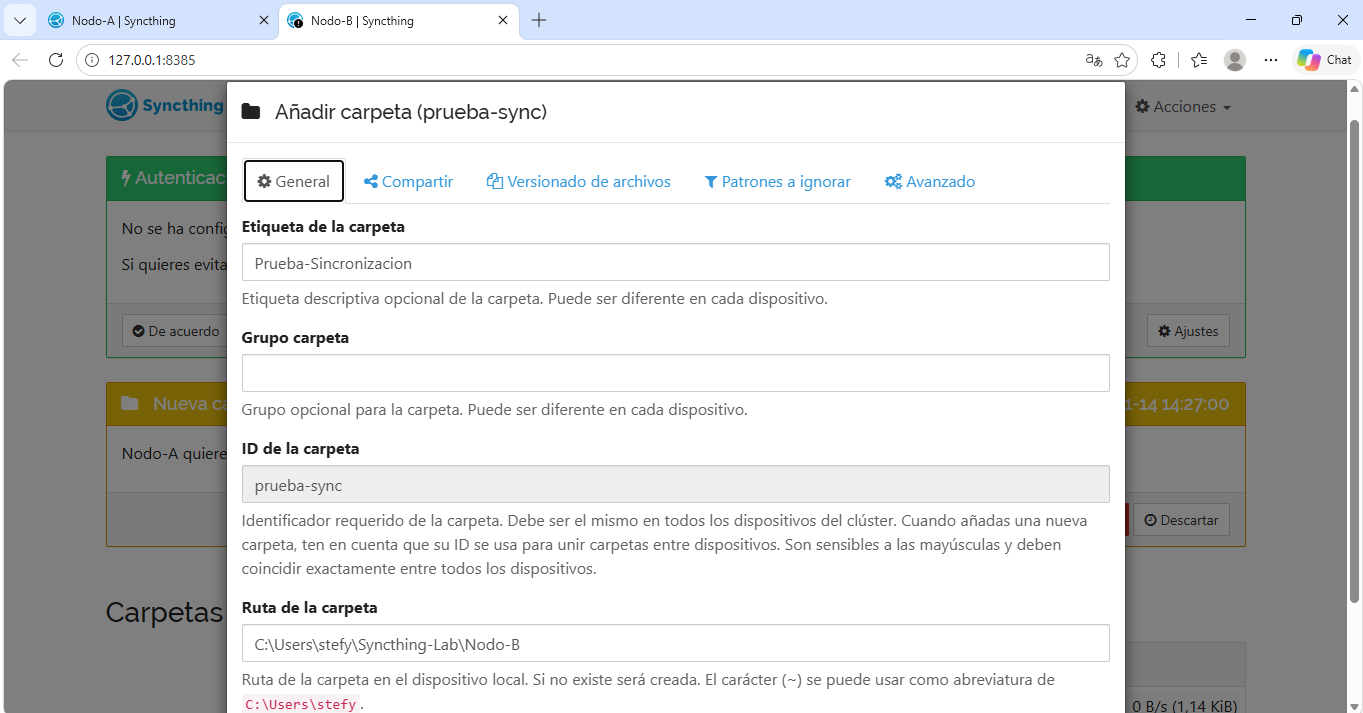 Nodo-A | Syncthing
Nodo-B | Syncthing
127.0.0.1:8385
Chat
Syncthing
Acciones
Añadir carpeta (prueba-sync)
General
Compartir
Versionado de archivos
Patrones a ignorar
Avanzado
Etiqueta de la carpeta
Prueba-Sincronizacion
Etiqueta descriptiva opcional de la carpeta. Puede ser diferente en cada dispositivo.
Grupo carpeta
Grupo opcional para la carpeta. Puede ser diferente en cada dispositivo.
ID de la carpeta
prueba-sync
Identificador requerido de la carpeta. Debe ser el mismo en todos los dispositivos del clúster. Cuando añadas una nueva
carpeta, ten en cuenta que su ID se usa para unir carpetas entre dispositivos. Son sensibles a las mayúsculas y deben
coincidir exactamente entre todos los dispositivos.
Ruta de la carpeta
C:\Users\stefy\Syncthing-Lab\Nodo-B
Ruta de la carpeta en el dispositivo local. Si no existe será creada. El carácter (~) se puede usar como abreviatura de
C:\Users\stefy.
Autenticac
No se ha config
Si quieres evita
De acuerdo
Ajustes
Nueva ca
1-14 14:27:00
Nodo-A quiere
Descartar
Carpetas
0 B/s (1,14 KiB)